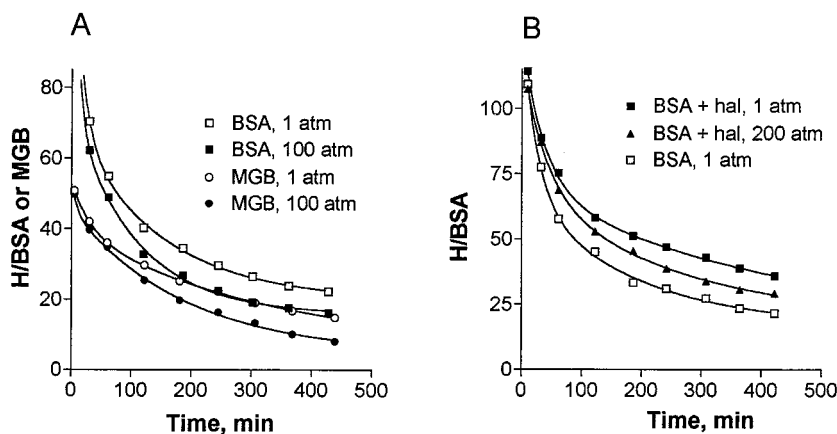 A
H/BSA or MGB
80
60
40
20
0
BSA, 1 atm
BSA, 100 atm
MGB, 1 atm
MGB, 100 atm
0
100
200
300
400
500
Time, min
B
H/BSA
100
75
50
25
0
BSA + hal, 1 atm
BSA + hal, 200 atm
BSA, 1 atm
0
100
200
300
400
500
Time, min